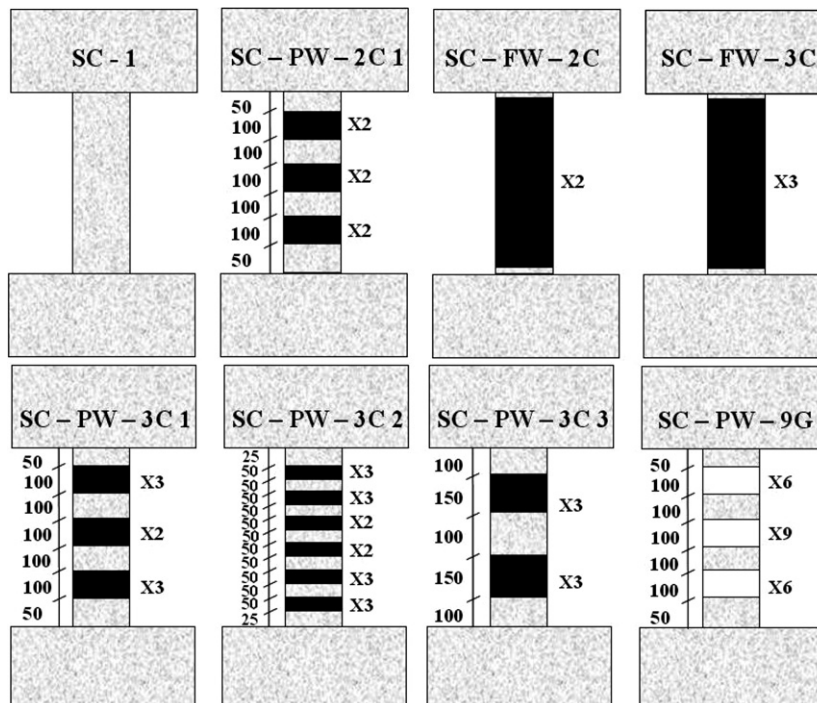 SC - 1
SC – PW – 2C 1
50
100
X2
100
100
X2
100
100
X2
50
SC – FW – 2C
X2
SC – FW – 3C
X3
SC – PW – 3C 1
50
100
X3
100
100
X2
100
100
X3
50
SC – PW – 3C 2
25
50
X3
50
50
X3
50
50
X2
50
50
X2
50
50
X3
50
50
X3
25
SC – PW – 3C 3
100
150
X3
100
150
X3
100
SC – PW – 9G
50
100
X6
100
100
X9
100
100
X6
50